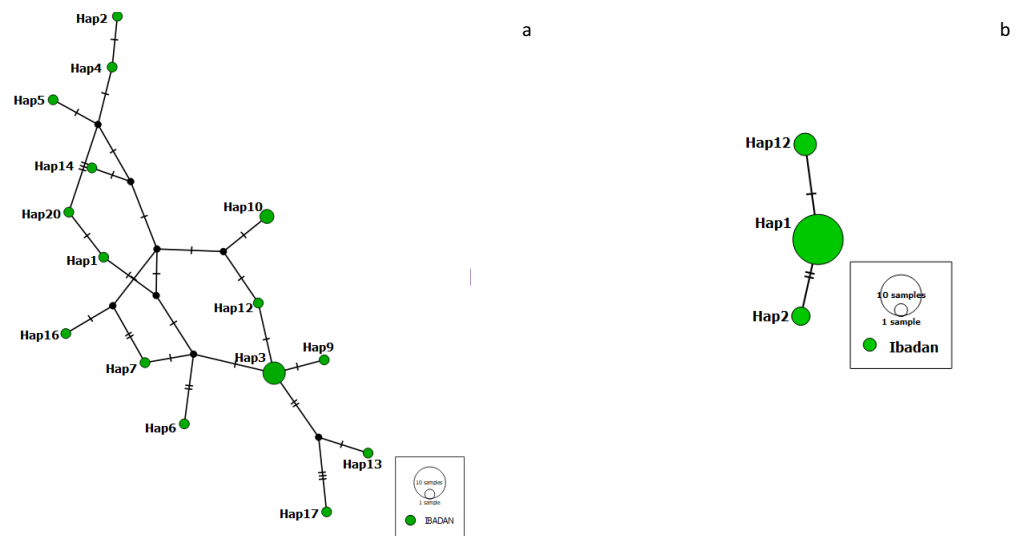 Hap2
a
b
Hap4
Hap5
Hap14
Hap20
Hap10
Hap1
Hap12
Hap16
Hap3
Hap9
Hap7
Hap6
Hap13
Hap17
10 samples
1 sample
IBADAN
Hap12
Hap1
Hap2
10 samples
1 sample
Ibadan